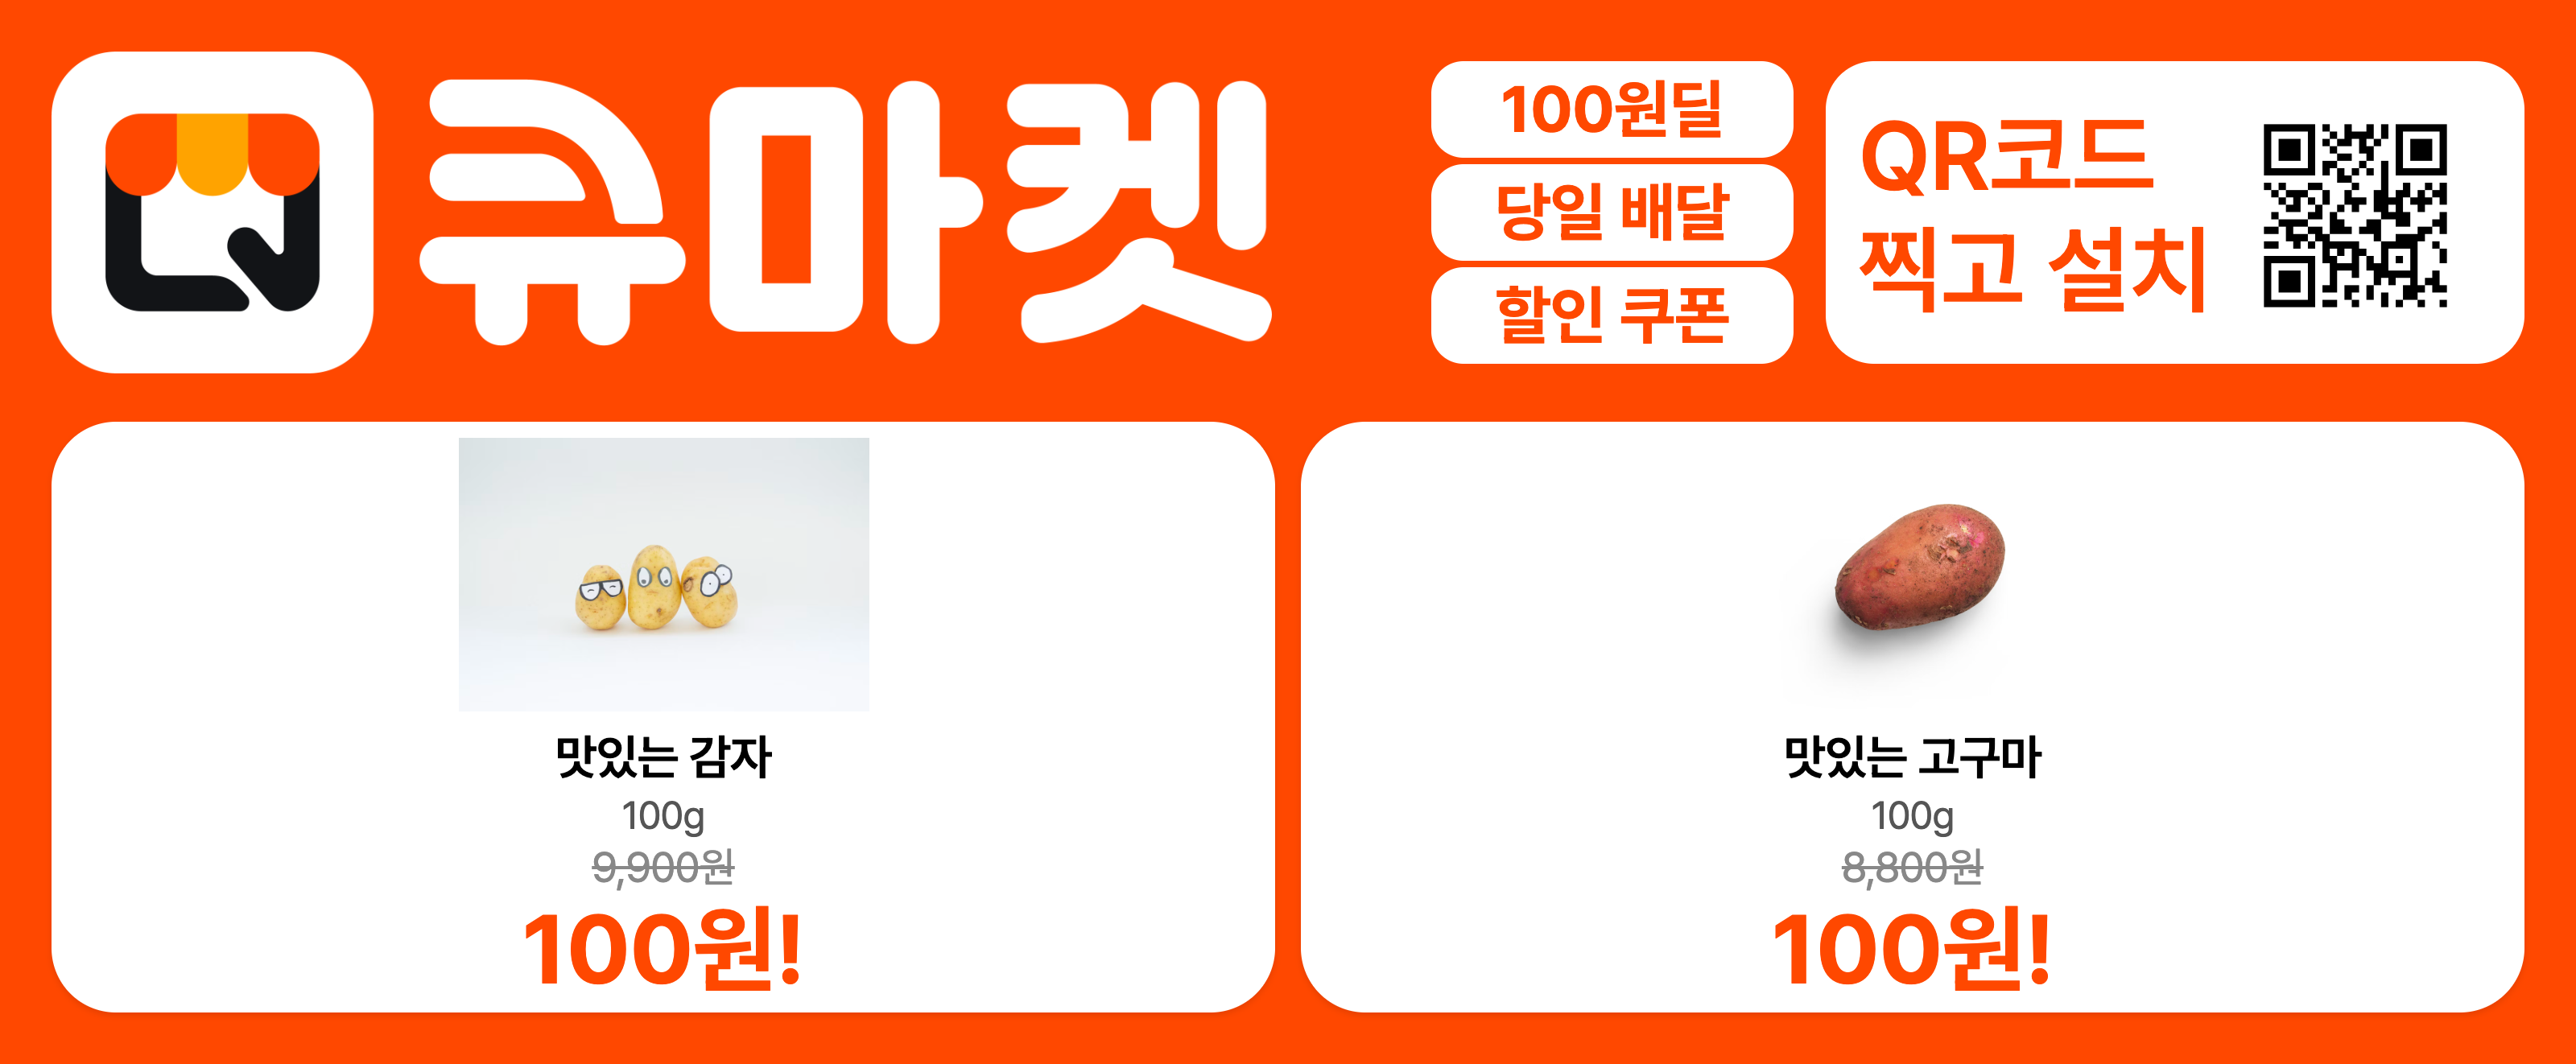 큐마켓
100원딜
당일 배달
할인 쿠폰
QR코드
찍고 설치
맛있는 감자
100g
9,900원
100원!
맛있는 고구마
100g
8,800원
100원!